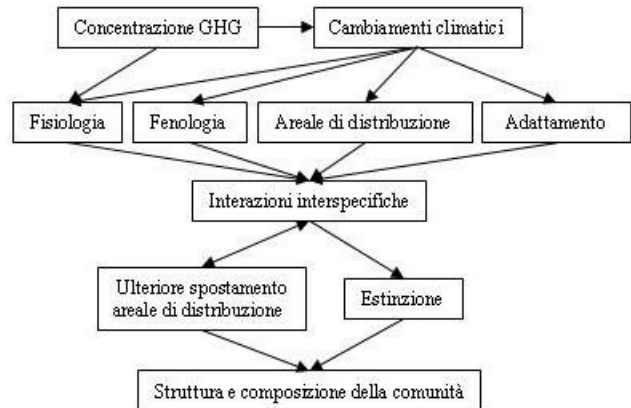 Concentrazione GHG
Cambiamenti climatici
Fisiologia
Fenologia
Areale di distribuzione
Adattamento
Interazioni interspecifiche
Ulteriore spostamento
areale di distribuzione
Estinzione
Struttura e composizione della comunità